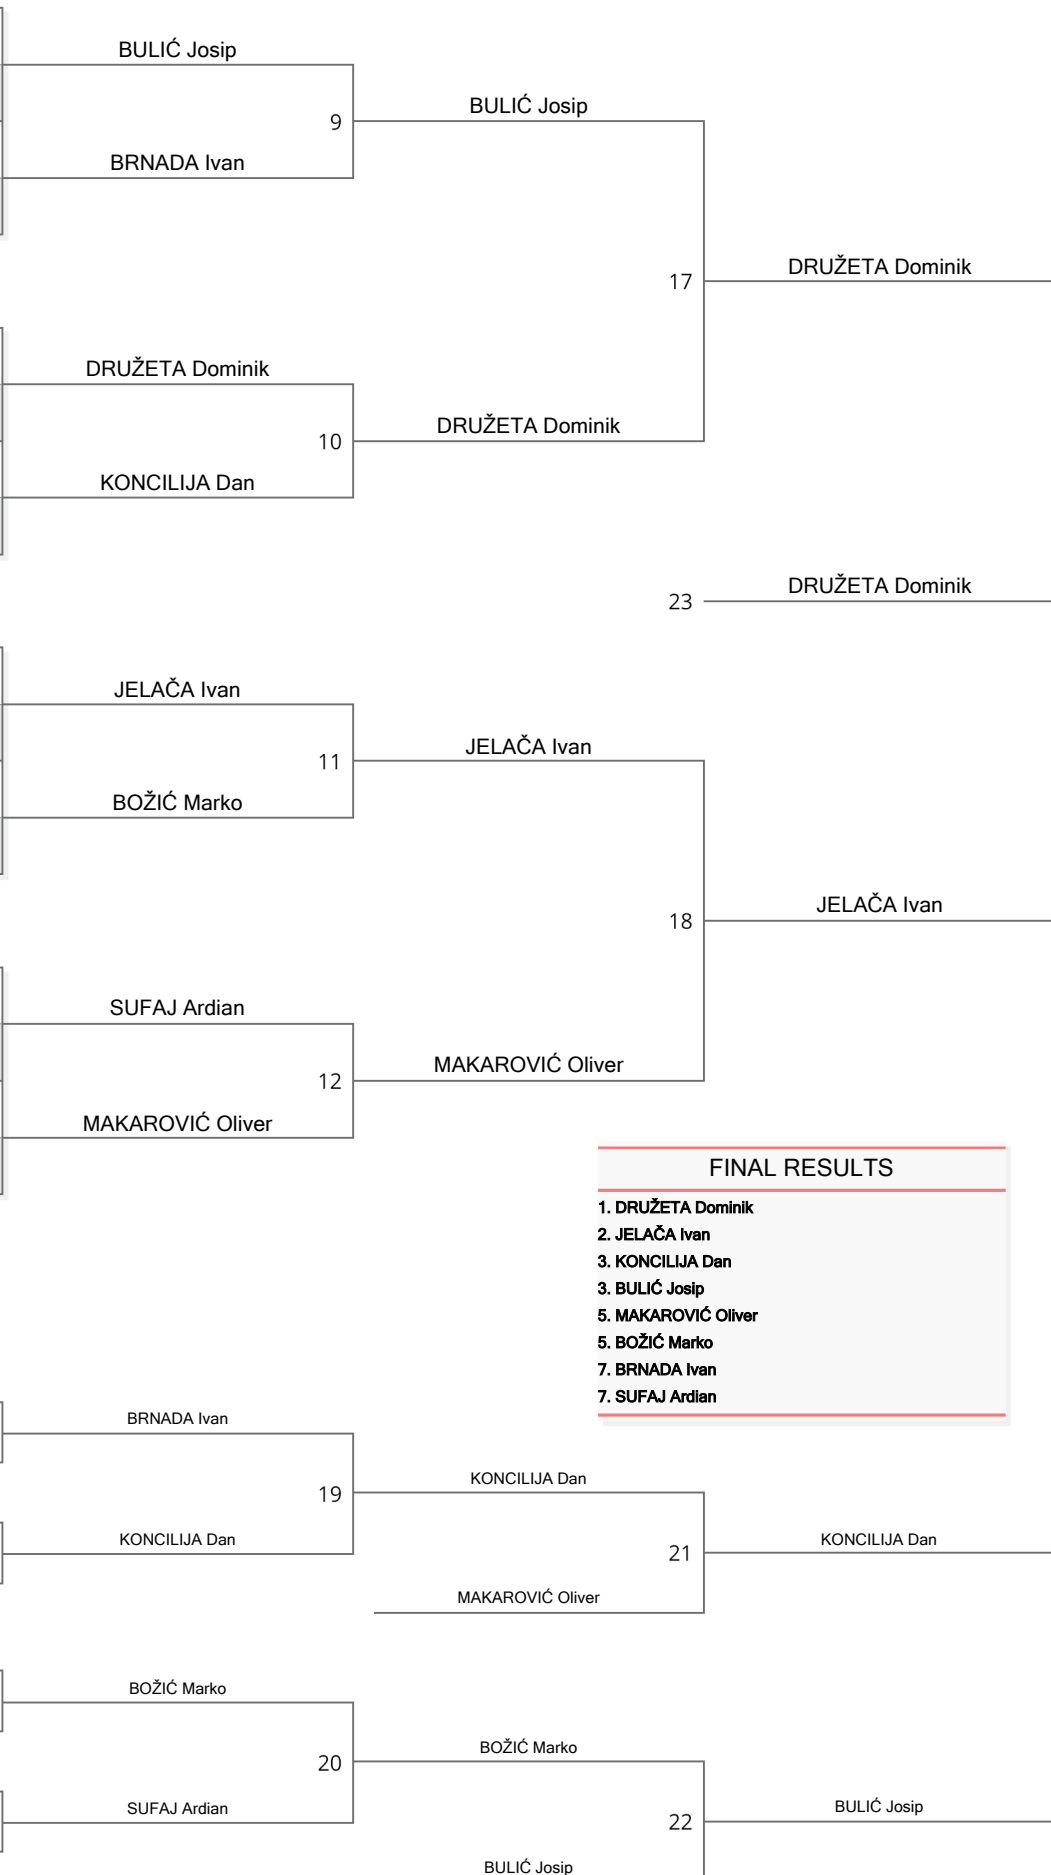 BULIĆ Josip
9
BULIĆ Josip
BRNADA Ivan
17
DRUŽETA Dominik
DRUŽETA Dominik
10
DRUŽETA Dominik
KONCILIJA Dan
23
DRUŽETA Dominik
JELAČA Ivan
11
JELAČA Ivan
BOŽIĆ Marko
18
JELAČA Ivan
SUFAJ Ardian
12
MAKAROVIĆ Oliver
MAKAROVIĆ Oliver
FINAL RESULTS
1. DRUŽETA Dominik
2. JELAČA Ivan
3. KONCILIJA Dan
3. BULIĆ Josip
5. MAKAROVIĆ Oliver
5. BOŽIĆ Marko
7. BRNADA Ivan
7. SUFAJ Ardian
BRNADA Ivan
19
KONCILIJA Dan
KONCILIJA Dan
21
KONCILIJA Dan
MAKAROVIĆ Oliver
BOŽIĆ Marko
20
BOŽIĆ Marko
SUFAJ Ardian
22
BULIĆ Josip
BULIĆ Josip